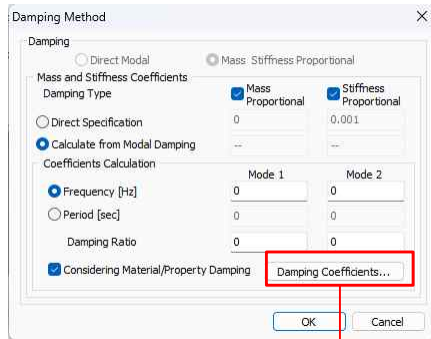 Damping Method
Damping
Direct Modal Mass Stiffness Proportional
Mass and Stiffness Coefficients
Damping Type Mass Proportional Stiffness Proportional
Direct Specification 0 0.001
Calculate from Modal Damping -- --
Coefficients Calculation
Mode 1 Mode 2
Frequency [Hz] 0 0
Period [sec] 0 0
Damping Ratio 0 0
Considering Material/Property Damping Damping Coefficients...
OK Cancel